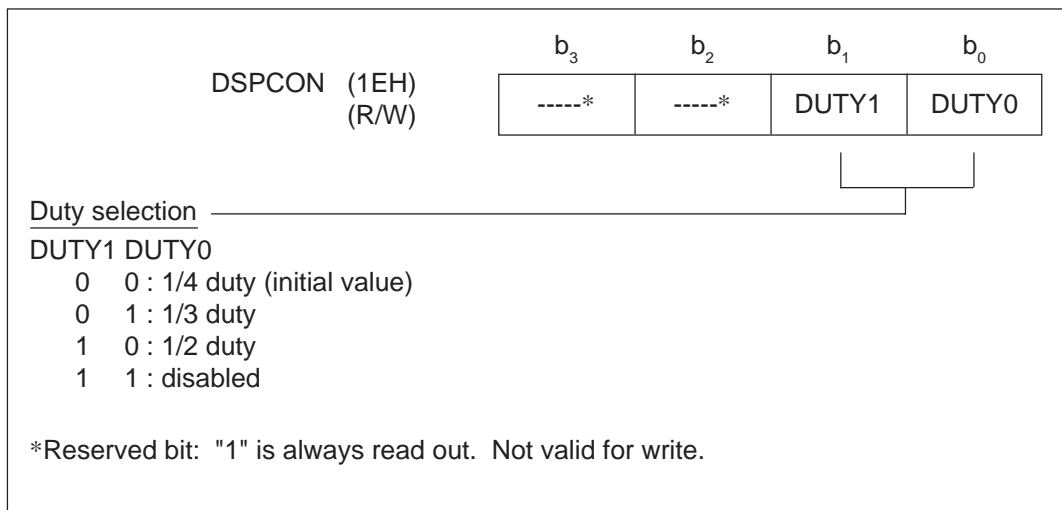 b3 b2 b1 b0
DSPCON (1EH)
(R/W)
-----* -----* DUTY1 DUTY0
Duty selection
DUTY1 DUTY0
0 0 : 1/4 duty (initial value)
0 1 : 1/3 duty
1 0 : 1/2 duty
1 1 : disabled
*Reserved bit: "1" is always read out. Not valid for write.